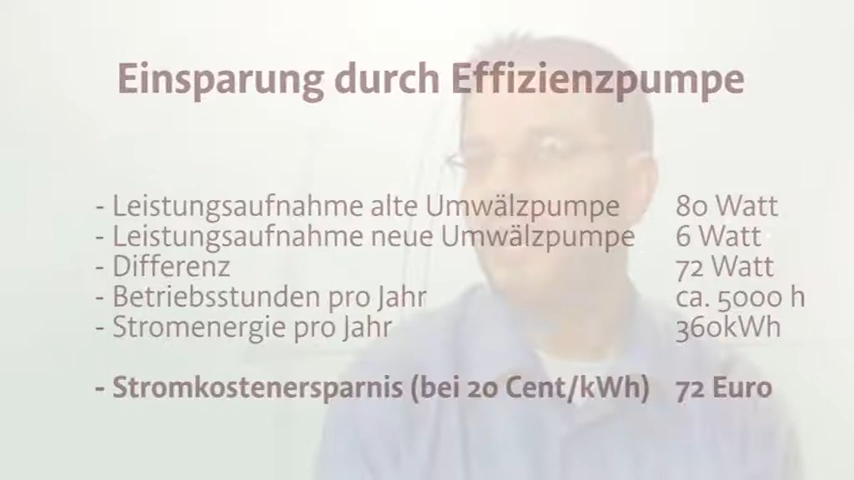 Einsparung durch Effizienzpumpe
- Leistungsaufnahme alte Umwälzpumpe 80 Watt
- Leistungsaufnahme neue Umwälzpumpe 6 Watt
- Differenz 72 Watt
- Betriebsstunden pro Jahr ca. 5000 h
- Stromenergie pro Jahr 360kWh
- Stromkostenersparnis (bei 20 Cent/kWh) 72 Euro